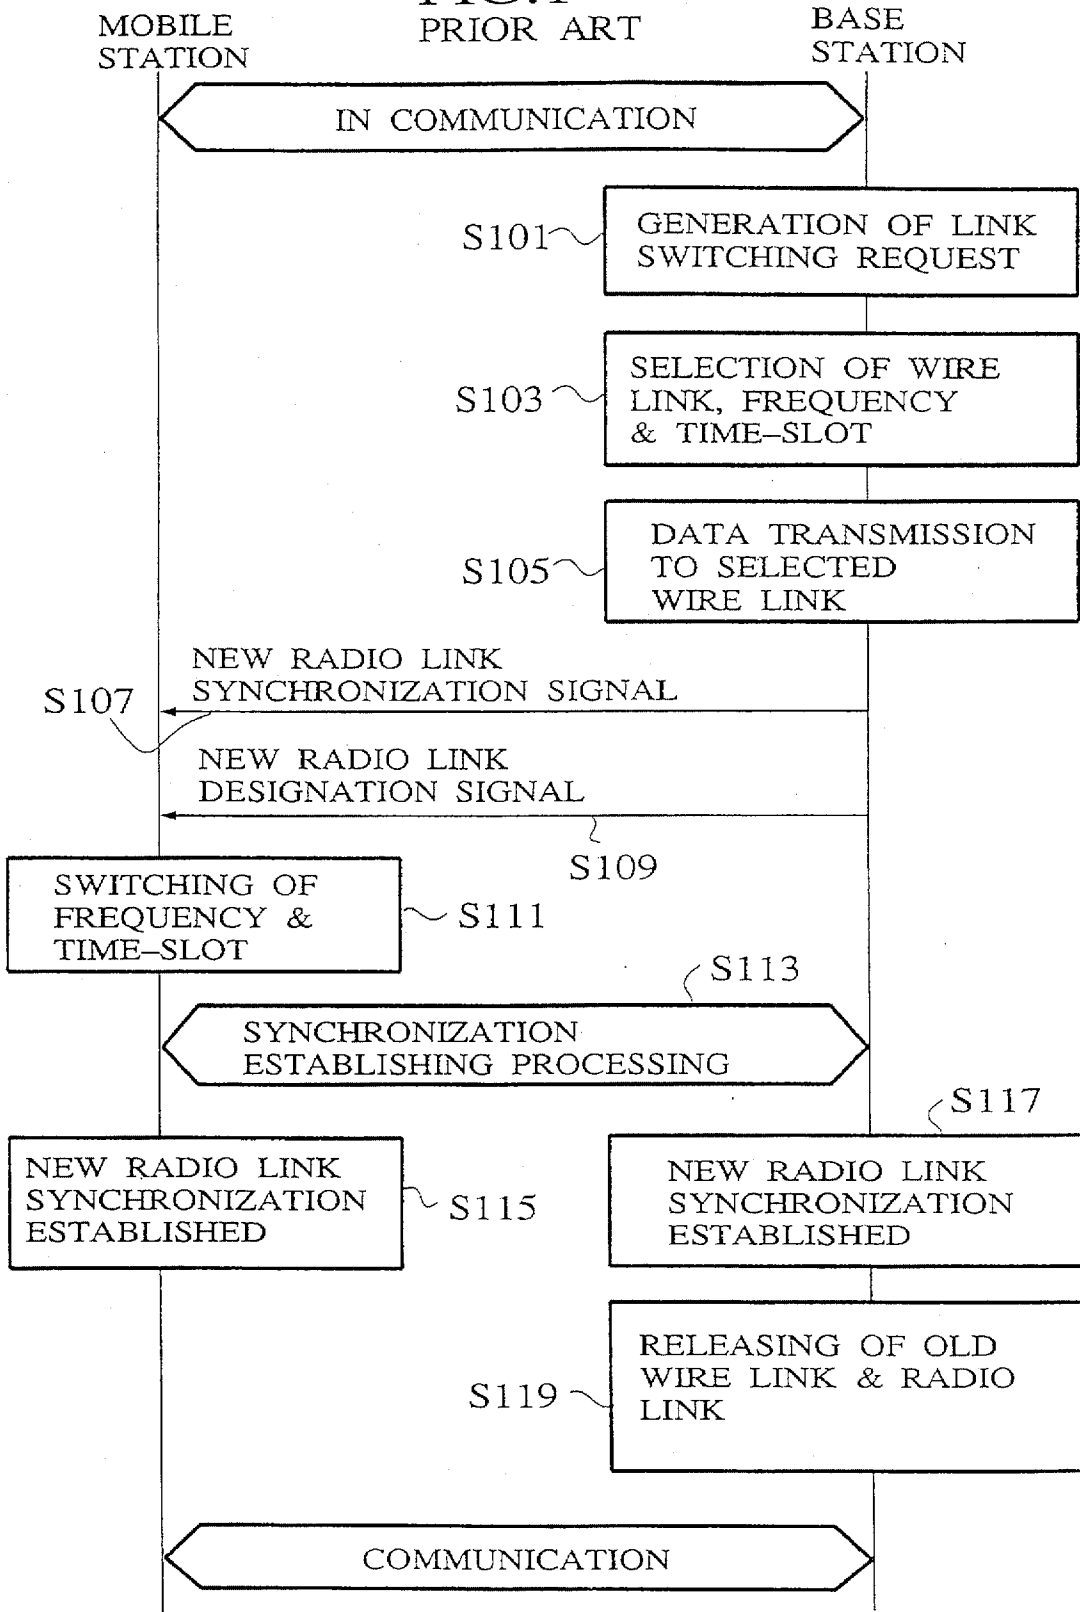 FIG.1
PRIOR ART
MOBILE
STATION
BASE
STATION
IN COMMUNICATION
S101
GENERATION OF LINK
SWITCHING REQUEST
S103
SELECTION OF WIRE
LINK, FREQUENCY
& TIME-SLOT
S105
DATA TRANSMISSION
TO SELECTED
WIRE LINK
NEW RADIO LINK
SYNCHRONIZATION SIGNAL
S107
NEW RADIO LINK
DESIGNATION SIGNAL
S109
SWITCHING OF
FREQUENCY &
TIME-SLOT
S111
S113
SYNCHRONIZATION
ESTABLISHING PROCESSING
S117
NEW RADIO LINK
SYNCHRONIZATION
ESTABLISHED
S115
NEW RADIO LINK
SYNCHRONIZATION
ESTABLISHED
S119
RELEASING OF OLD
WIRE LINK & RADIO
LINK
COMMUNICATION